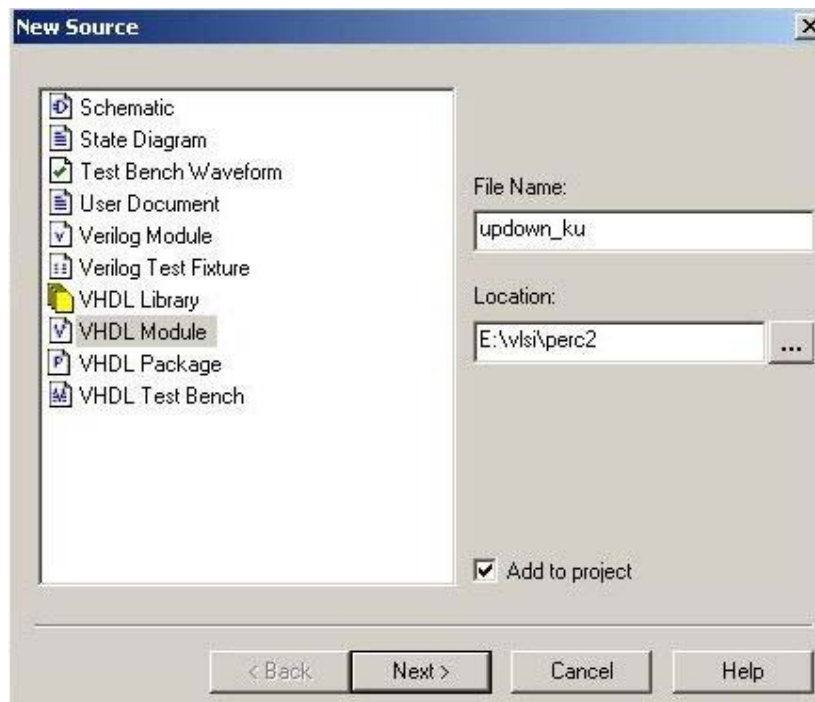 New Source
Schematic
State Diagram
Test Bench Waveform
User Document
Verilog Module
Verilog Test Fixture
VHDL Library
VHDL Module
VHDL Package
VHDL Test Bench
File Name:
updown_ku
Location:
E:\vlsi\perc2
...
Add to project
< Back
Next >
Cancel
Help